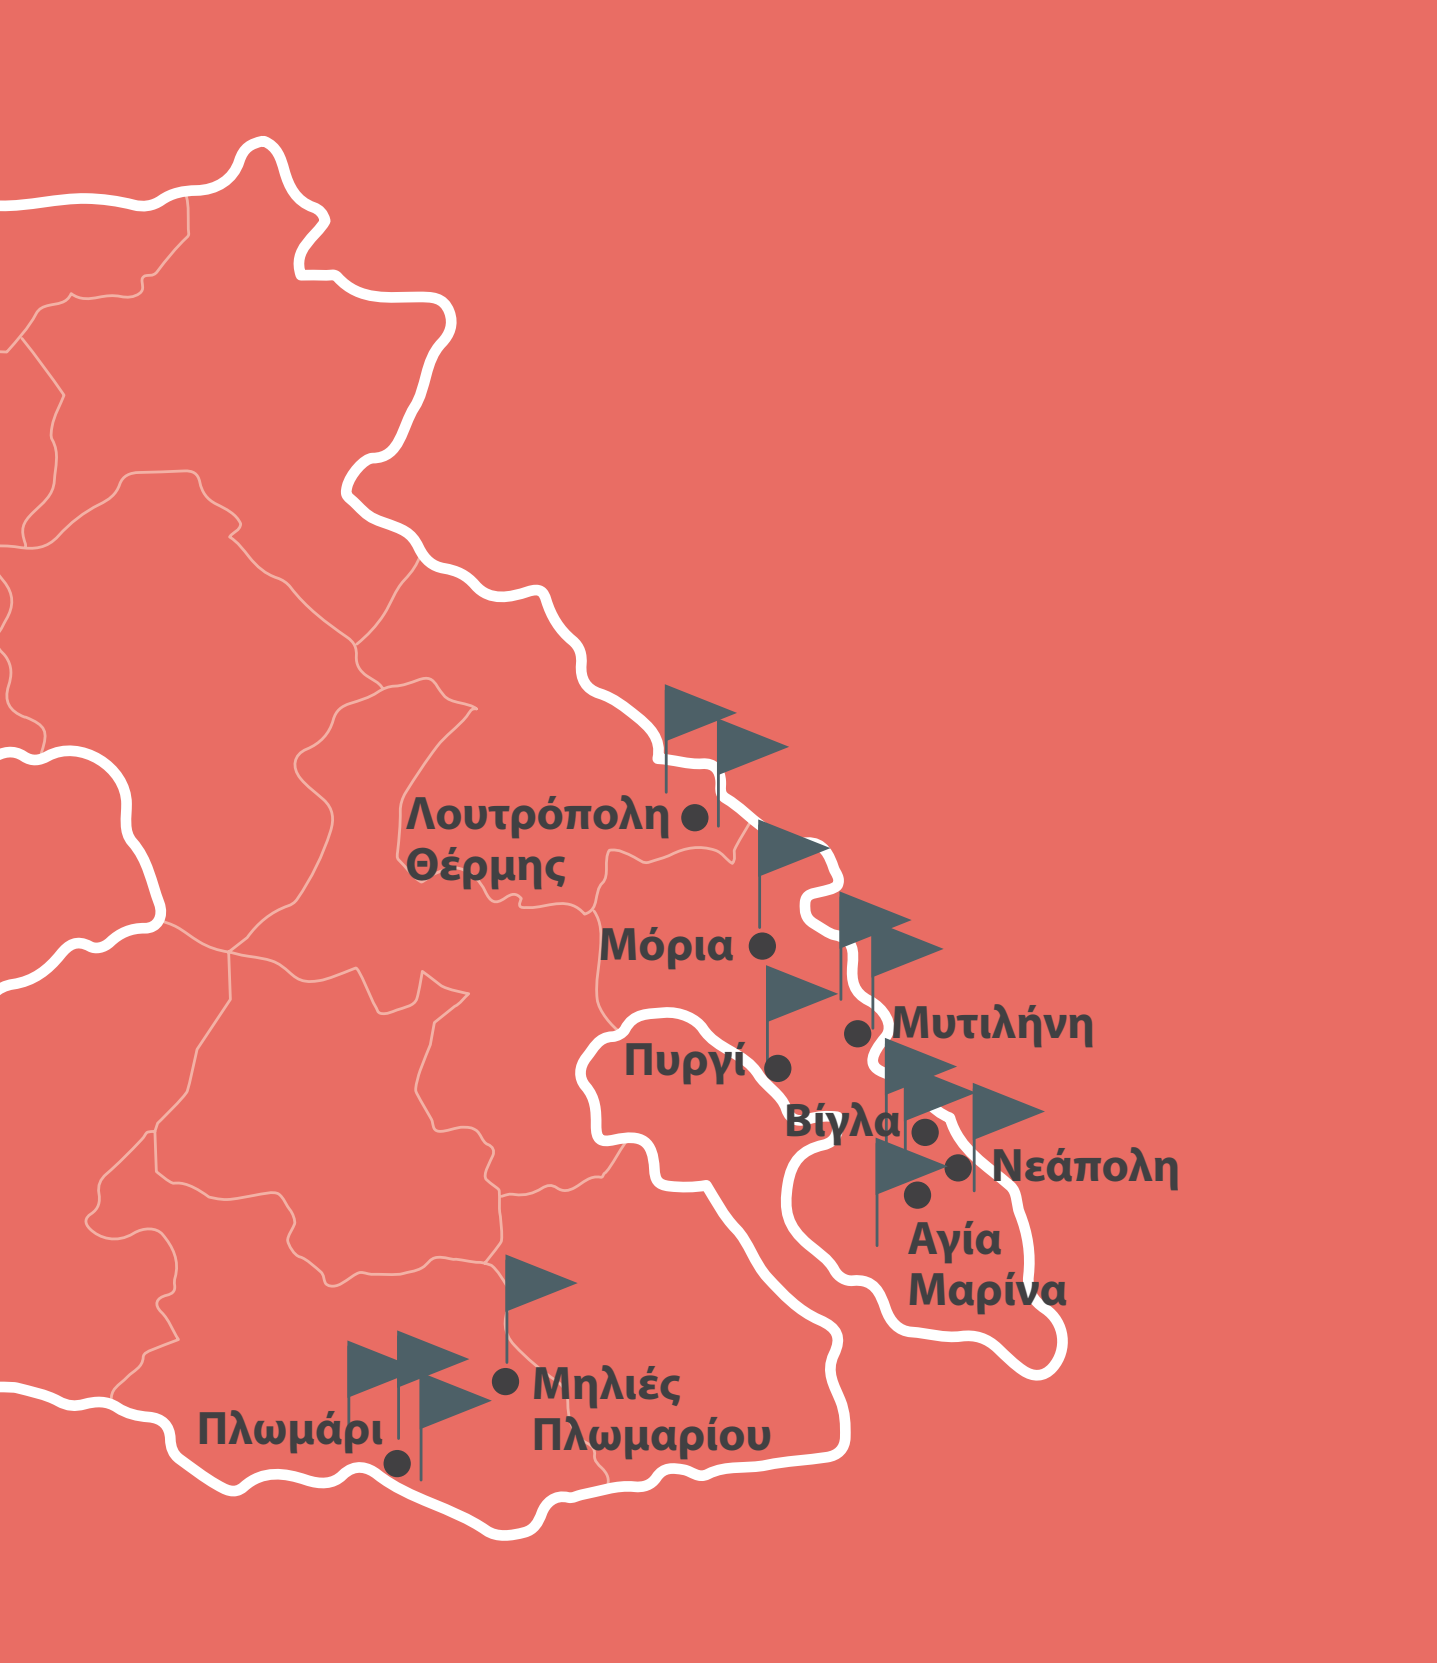 Λουτρόπολη
Θέρμης
Μόρια
Μυτιλήνη
Πυργί
Βίγλα
Νεάπολη
Αγία
Μαρίνα
Μηλιές
Πλωμαρίου
Πλωμάρι